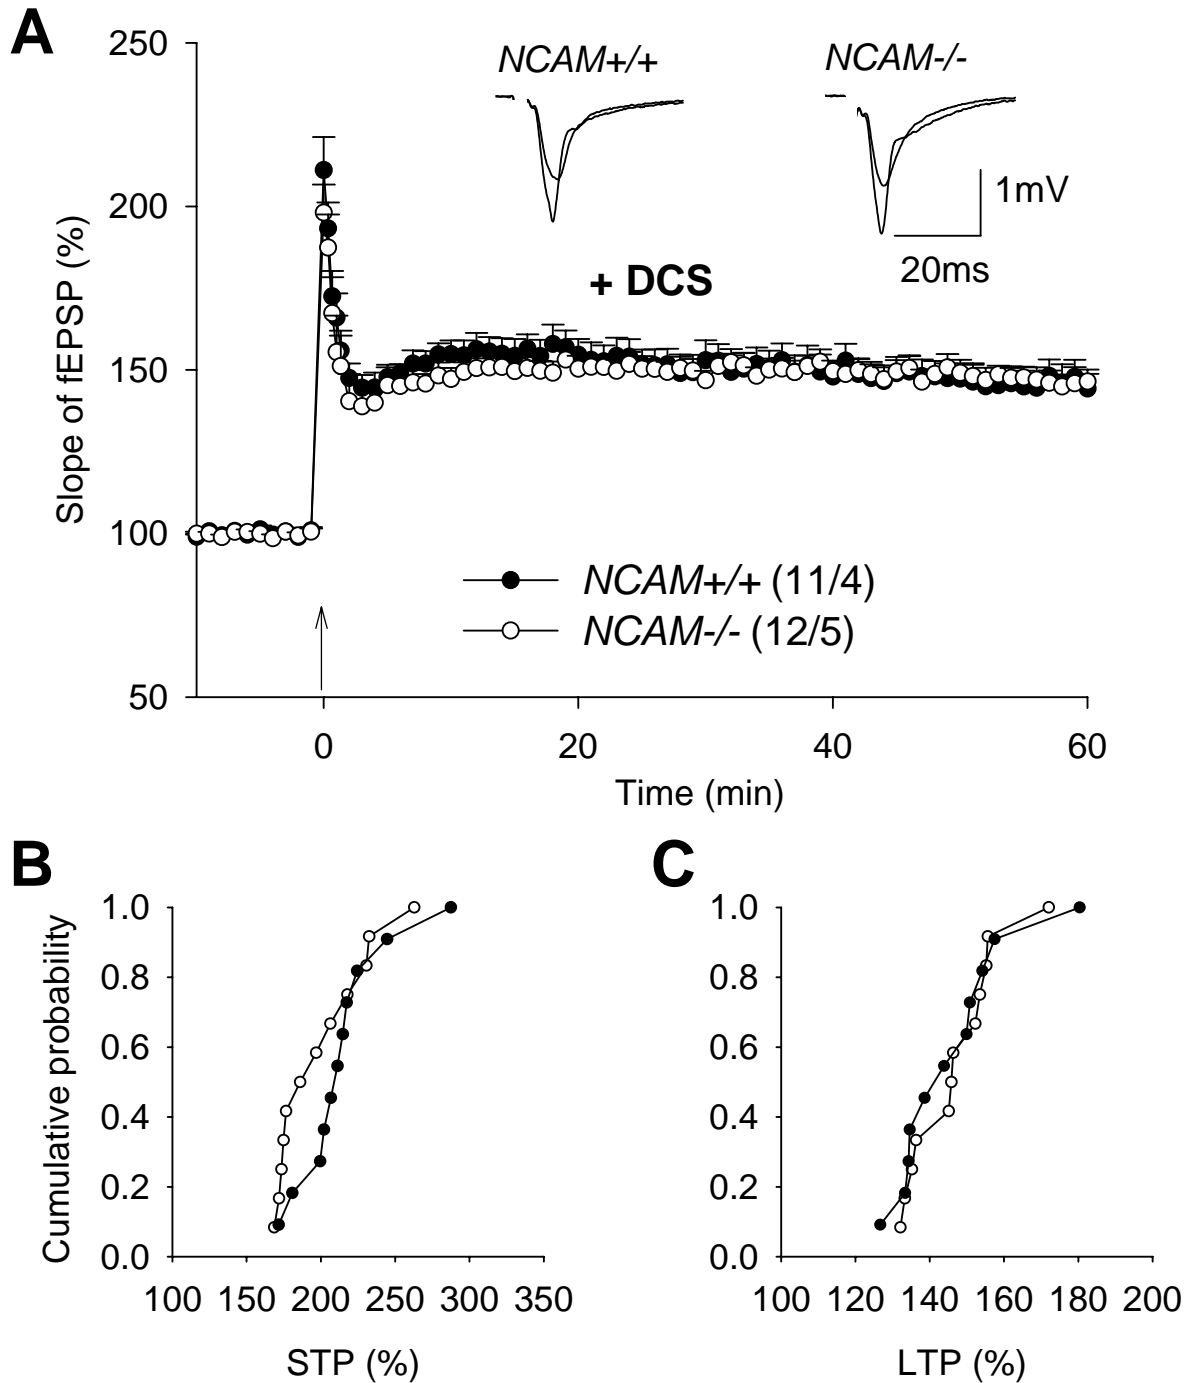 A
250
200
150
100
50
Slope of fEPSP (%)
NCAM+/+
NCAM-/-
1mV
20ms
+ DCS
NCAM+/+ (11/4)
NCAM-/- (12/5)
0 20 40 60
Time (min)
B
1.0
0.8
0.6
0.4
0.2
0.0
Cumulative probability
100 150 200 250 300 350
STP (%)
C
1.0
0.8
0.6
0.4
0.2
0.0
100 120 140 160 180 200
LTP (%)